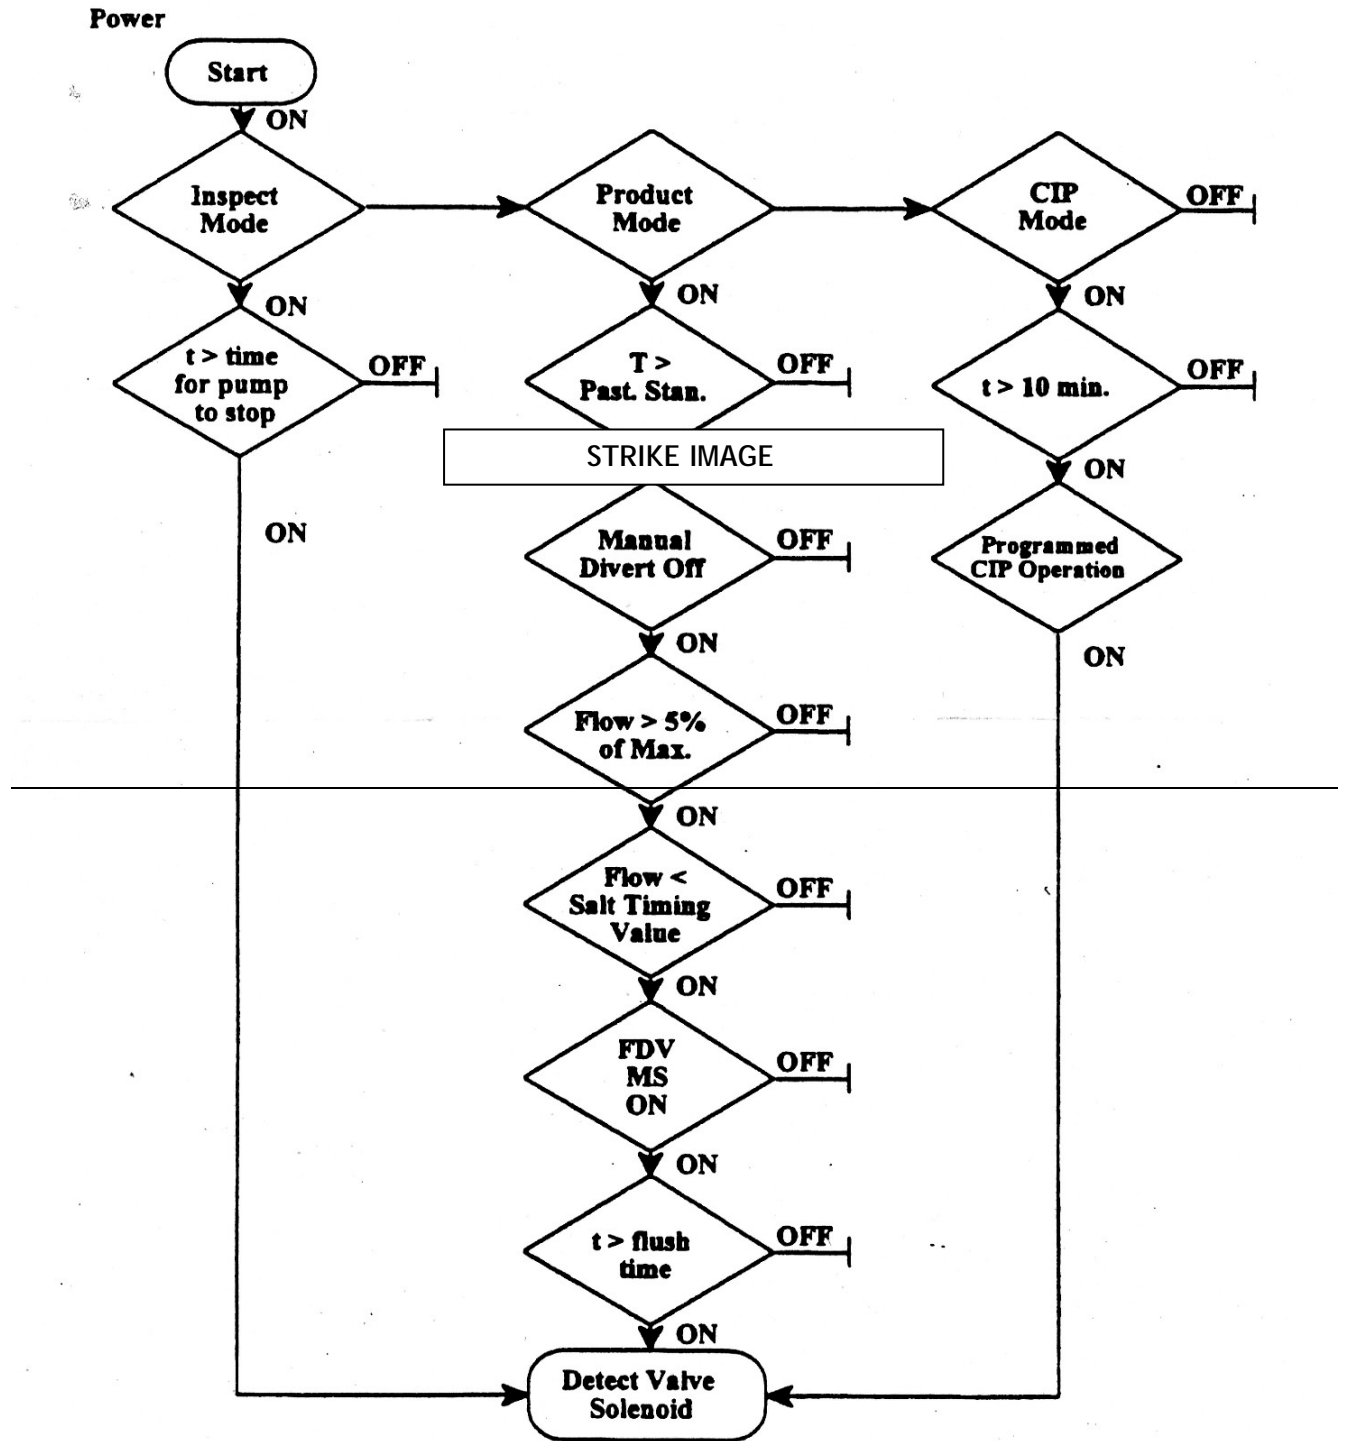 Power
Start
ON
Inspect
Mode
Product
Mode
CIP
Mode
OFF
ON
ON
ON
t > time
for pump
to stop
OFF
T >
Past. Stan.
OFF
t > 10 min.
OFF
STRIKE IMAGE
ON
ON
Manual
Divert Off
OFF
Programmed
CIP Operation
ON
ON
Flow > 5%
of Max.
OFF
ON
Flow <
Salt Timing
Value
OFF
ON
FDV
MS
ON
OFF
ON
t > flush
time
OFF
ON
Detect Valve
Solenoid